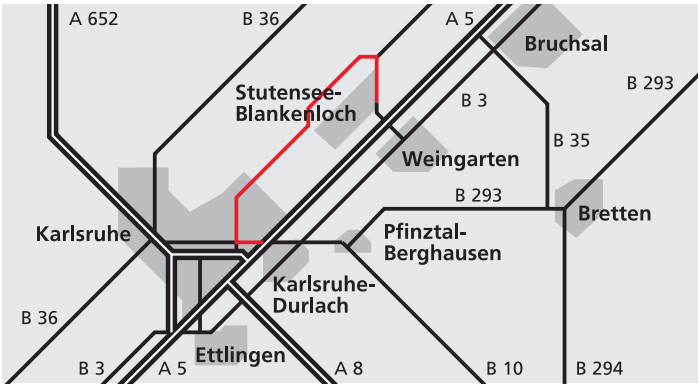 A 652
B 36
A 5
Bruchsal
B 293
Stutensee-
Blankenloch
B 3
B 35
Weingarten
B 293
Bretten
Karlsruhe
Pfinztal-
Berghausen
Karlsruhe-
Durlach
B 36
Ettlingen
B 3
A 5
A 8
B 10
B 294